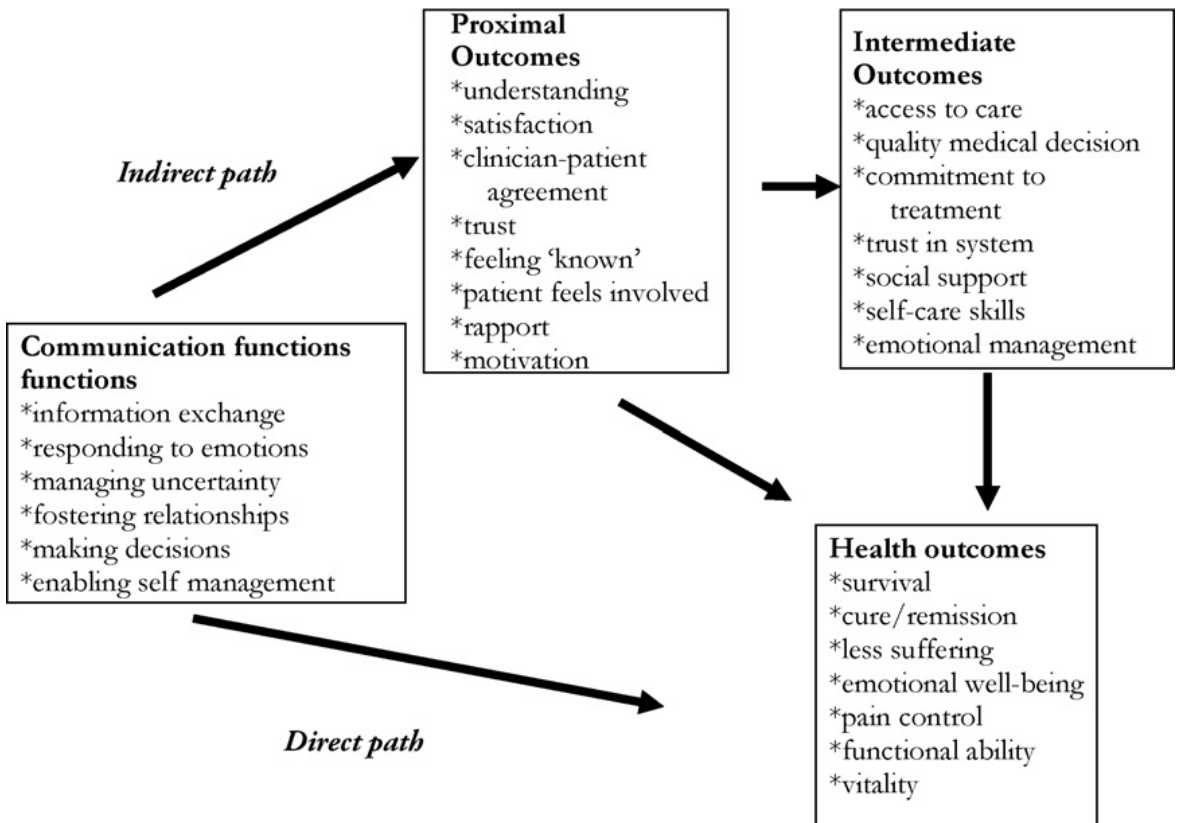 Proximal
Outcomes
*understanding
*satisfaction
*clinician-patient
agreement
*trust
*feeling ‘known’
*patient feels involved
*rapport
*motivation
Intermediate
Outcomes
*access to care
*quality medical decision
*commitment to
treatment
*trust in system
*social support
*self-care skills
*emotional management
Indirect path
Communication functions
functions
*information exchange
*responding to emotions
*managing uncertainty
*fostering relationships
*making decisions
*enabling self management
Health outcomes
*survival
*cure/remission
*less suffering
*emotional well-being
*pain control
*functional ability
*vitality
Direct path